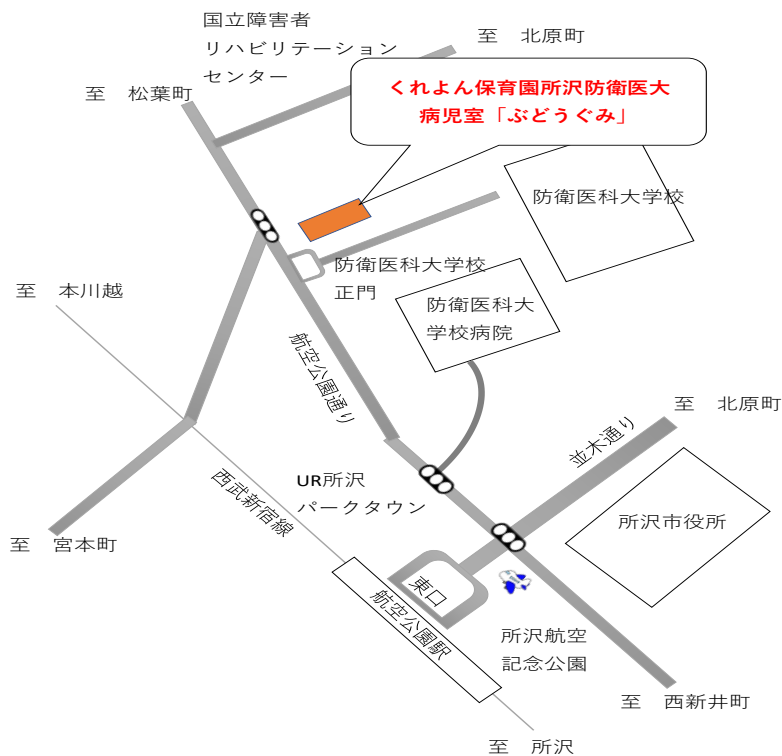 国立障害者
リハビリテーション
センター
至　北原町
至　松葉町
くれよん保育園所沢防衛医大
病児室「ぶどうぐみ」
防衛医科大学校
防衛医科大学校
正門
至　本川越
防衛医科大
学校病院
航空公園通り
至　北原町
並木通り
UR所沢
パークタウン
西武新宿線
所沢市役所
至　宮本町
東口
航空公園駅
所沢航空
記念公園
至　西新井町
至　所沢